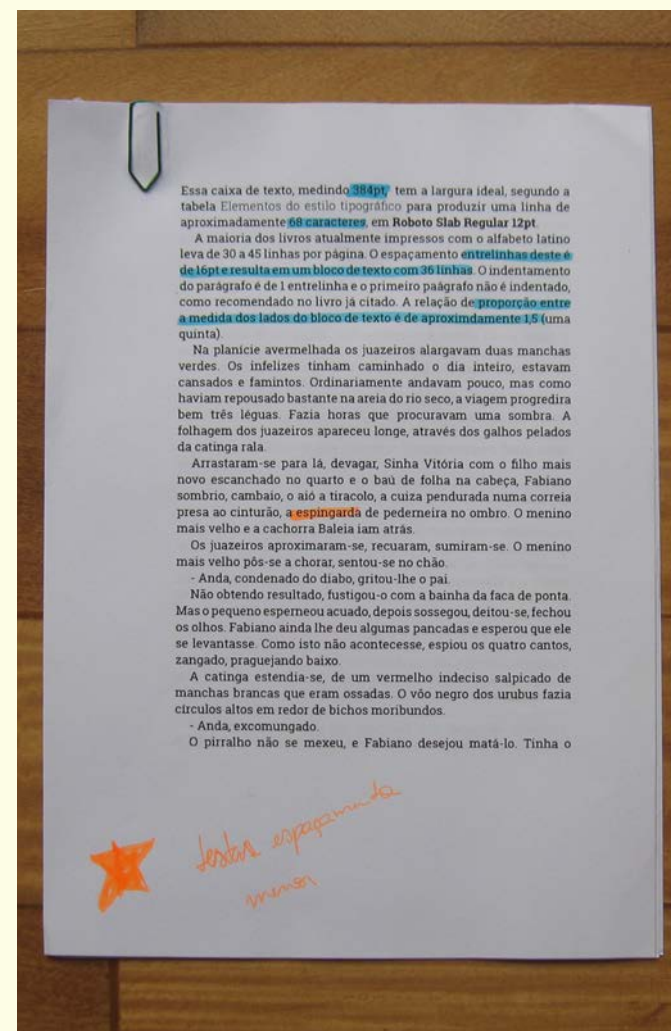 Essa caixa de texto, medindo 384pt, tem a largura ideal, segundo a
tabela Elementos do estilo tipográfico para produzir uma linha de
aproximadamente 68 caracteres, em Roboto Slab Regular 12pt.
A maioria dos livros atualmente impressos com o alfabeto latino
leva de 30 a 45 linhas por página. O espaçamento entrelinhas deste é
de 16pt e resulta em um bloco de texto com 36 linhas. O indentamento
do parágrafo é de 1 entrelinha e o primeiro paágrafo não é indentado,
como recomendado no livro já citado. A relação de proporção entre
a medida dos lados do bloco de texto é de aproximdamente 1,5 (uma
quinta).
Na planície avermelhada os juazeiros alargavam duas manchas
verdes. Os infelizes tinham caminhado o dia inteiro, estavam
cansados e famintos. Ordinariamente andavam pouco, mas como
haviam repousado bastante na areia do rio seco, a viagem progredira
bem três léguas. Fazia horas que procuravam uma sombra. A
folhagem dos juazeiros apareceu longe, através dos galhos pelados
da catinga rala.
Arrastaram-se para lá, devagar, Sinha Vitória com o filho mais
novo escanchado no quarto e o baú de folha na cabeça, Fabiano
sombrio, cambaio, o aió a tiracolo, a cuiza pendurada numa correia
presa ao cinturão, a espingarda de pederneira no ombro. O menino
mais velho e a cachorra Baleia iam atrás.
Os juazeiros aproximaram-se, recuaram, sumiram-se. O menino
mais velho pôs-se a chorar, sentou-se no chão.
- Anda, condenado do diabo, gritou-lhe o pai.
Não obtendo resultado, fustigou-o com a bainha da faca de ponta.
Mas o pequeno esperneou acuado, depois sossegou, deitou-se, fechou
os olhos. Fabiano ainda lhe deu algumas pancadas e esperou que ele
se levantasse. Como isto não acontecesse, espiou os quatro cantos,
zangado, praguejando baixo.
A catinga estendia-se, de um vermelho indeciso salpicado de
manchas brancas que eram ossadas. O vôo negro dos urubus fazia
círculos altos em redor de bichos moribundos.
- Anda, excomungado.
O pirralho não se mexeu, e Fabiano desejou matá-lo. Tinha o
testar espaçamento
menor